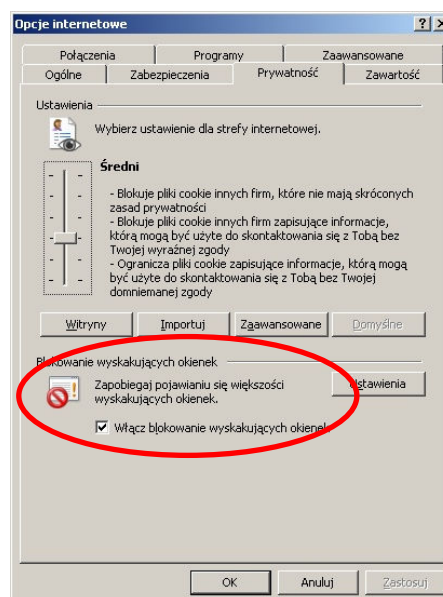 Opcje internetowe
Połączenia Programy Zaawansowane
Ogólne Zabezpieczenia Prywatność Zawartość
Ustawienia
Wybierz ustawienie dla strefy internetowej.
Średni
- Blokuje pliki cookie innych firm, które nie mają skróconych
zasad prywatności
- Blokuje pliki cookie innych firm zapisujące informacje,
którą mogą być użyte do skontaktowania się z Tobą bez
Twojej wyraźnej zgody
- Ogranicza pliki cookie zapisujące informacje, którą mogą
być użyte do skontaktowania się z Tobą bez Twojej
domniemanej zgody
Witryny Importuj Zaawansowane Domyślne
Blokowanie wyskakujących okienek
Zapobiegaj pojawianiu się większości
wyskakujących okienek.
Ustawienia
Włącz blokowanie wyskakujących okienek
OK Anuluj Zastosuj